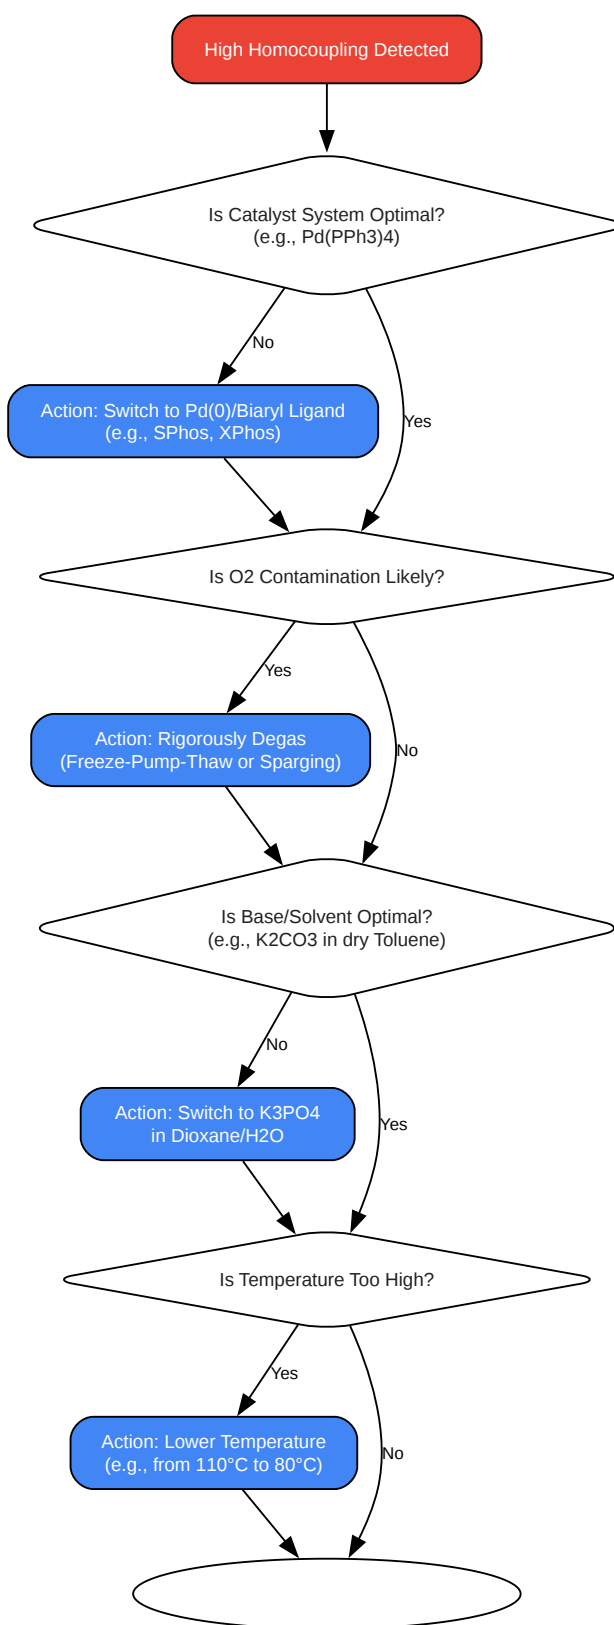 High Homocoupling Detected
Is Catalyst System Optimal?
(e.g., Pd(PPh3)4)
No
Action: Switch to Pd(0)/Biaryl Ligand
(e.g., SPhos, XPhos)
Yes
Is O2 Contamination Likely?
Yes
Action: Rigorously Degas
(Freeze-Pump-Thaw or Sparging)
No
Is Base/Solvent Optimal?
(e.g., K2CO3 in dry Toluene)
No
Action: Switch to K3PO4
in Dioxane/H2O
Yes
Is Temperature Too High?
Yes
Action: Lower Temperature
(e.g., from 110°C to 80°C)
No